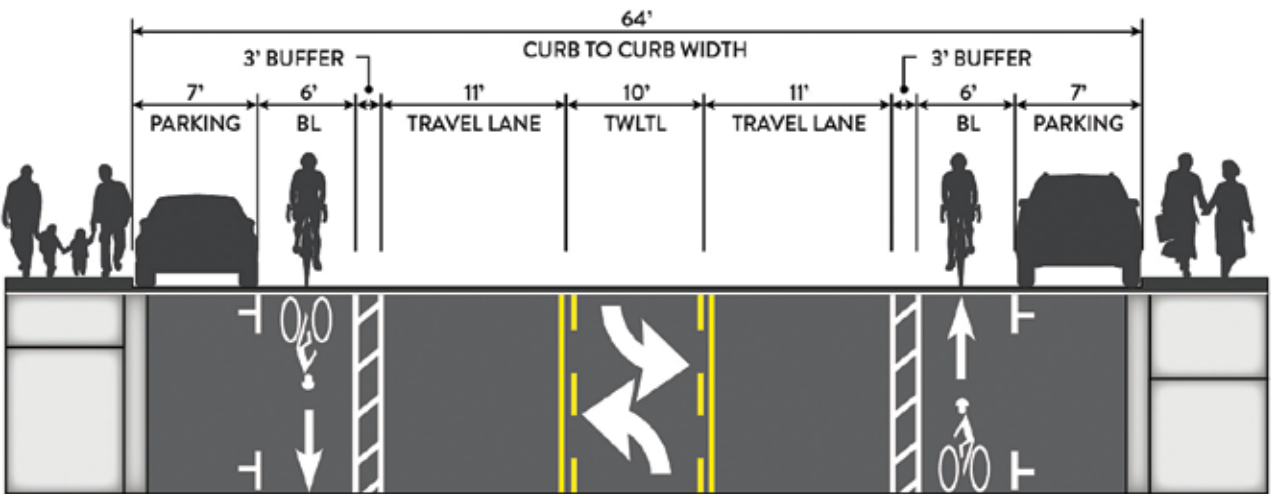 64'
CURB TO CURB WIDTH
3' BUFFER
3' BUFFER
7'
6'
11'
10'
11'
6'
7'
PARKING
BL
TRAVEL LANE
TWLTL
TRAVEL LANE
BL
PARKING